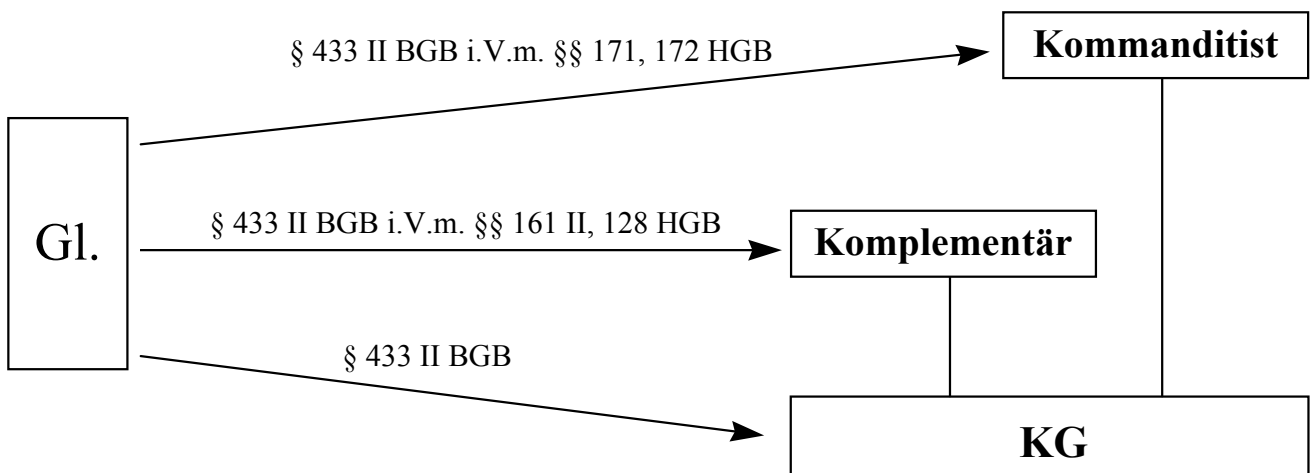 § 433 II BGB i.V.m. §§ 171, 172 HGB
Kommanditist
Gl.
§ 433 II BGB i.V.m. §§ 161 II, 128 HGB
Komplementär
§ 433 II BGB
KG